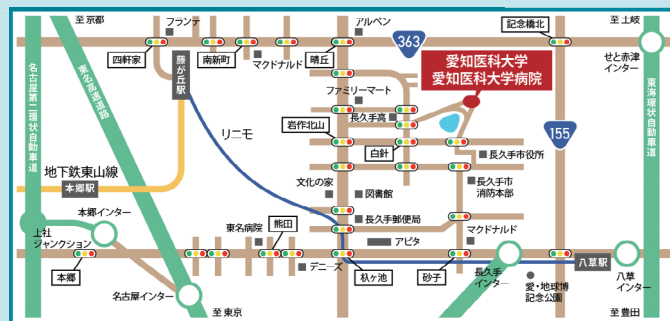 至 京都
フランテ
アルペン
363
記念橋北
至 土岐
四軒家
南新町
マクドナルド
晴丘
せと赤津
インター
藤が丘駅
愛知医科大学
愛知医科大学病院
名古屋第二環状自動車道
東名高速道路
ファミリーマート
長久手高
東海環状自動車道
リニモ
岩作北山
155
白針
長久手市役所
地下鉄東山線
本郷駅
文化の家
図書館
長久手市
消防本部
本郷インター
長久手郵便局
上社
ジャンクション
東名病院
熊田
アピタ
マクドナルド
本郷
デニーズ
杁ヶ池
砂子
長久手
インター
八草駅
八草
インター
愛・地球博
記念公園
名古屋インター
至 東京
至 豊田